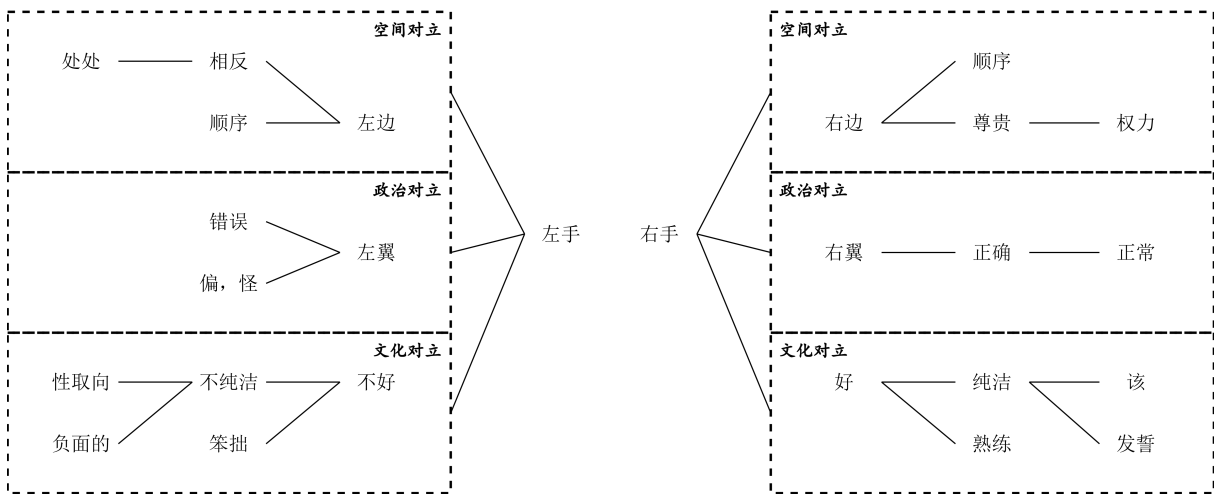 空间对立
处处 相反
顺序 左边
政治对立
错误
左翼
偏，怪
文化对立
性取向 不纯洁 不好
负面的 笨拙
左手 右手
空间对立
顺序
右边 尊贵 权力
政治对立
右翼 正确 正常
文化对立
好 纯洁 该
熟练 发誓